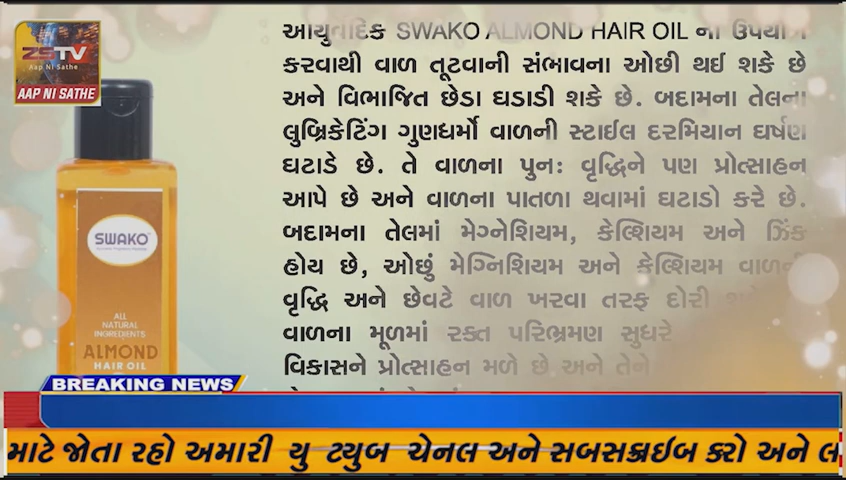 ZSTV
Aap Ni Sathe
AAP NI SATHE
આયુર્વેદિક SWAKO ALMOND HAIR OIL ના ઉપયોગ
કરવાથી વાળ તૂટવાની સંભાવના ઓછી થઈ શકે છે
અને વિભાજિત છેડા ઘડાડી શકે છે. બદામના તેલના
લુબ્રિકેટિંગ ગુણધર્મો વાળની સ્ટાઈલ દરમિયાન ઘર્ષણ
ઘટાડે છે. તે વાળના પુનઃ વૃદ્ધિને પણ પ્રોત્સાહન
આપે છે અને વાળના પાતળા થવામાં ઘટાડો કરે છે.
બદામના તેલમાં મેગ્નેશિયમ, કેલ્શિયમ અને ઝિંક
હોય છે, ઓછું મેગ્નિશિયમ અને કેલ્શિયમ વાળની
વૃદ્ધિ અને છેવટે વાળ ખરવા તરફ દોરી
વાળના મૂળમાં રક્ત પરિભ્રમણ સુધરે
વિકાસને પ્રોત્સાહન મળે છે અને તેને
SWAKO
ALL
NATURAL
INGREDIENTS
ALMOND
HAIR OIL
BREAKING NEWS
માટે જોતા રહો અમારી યુ ટ્યુબ ચેનલ અને સબસ્ક્રાઇબ કરો અને લ